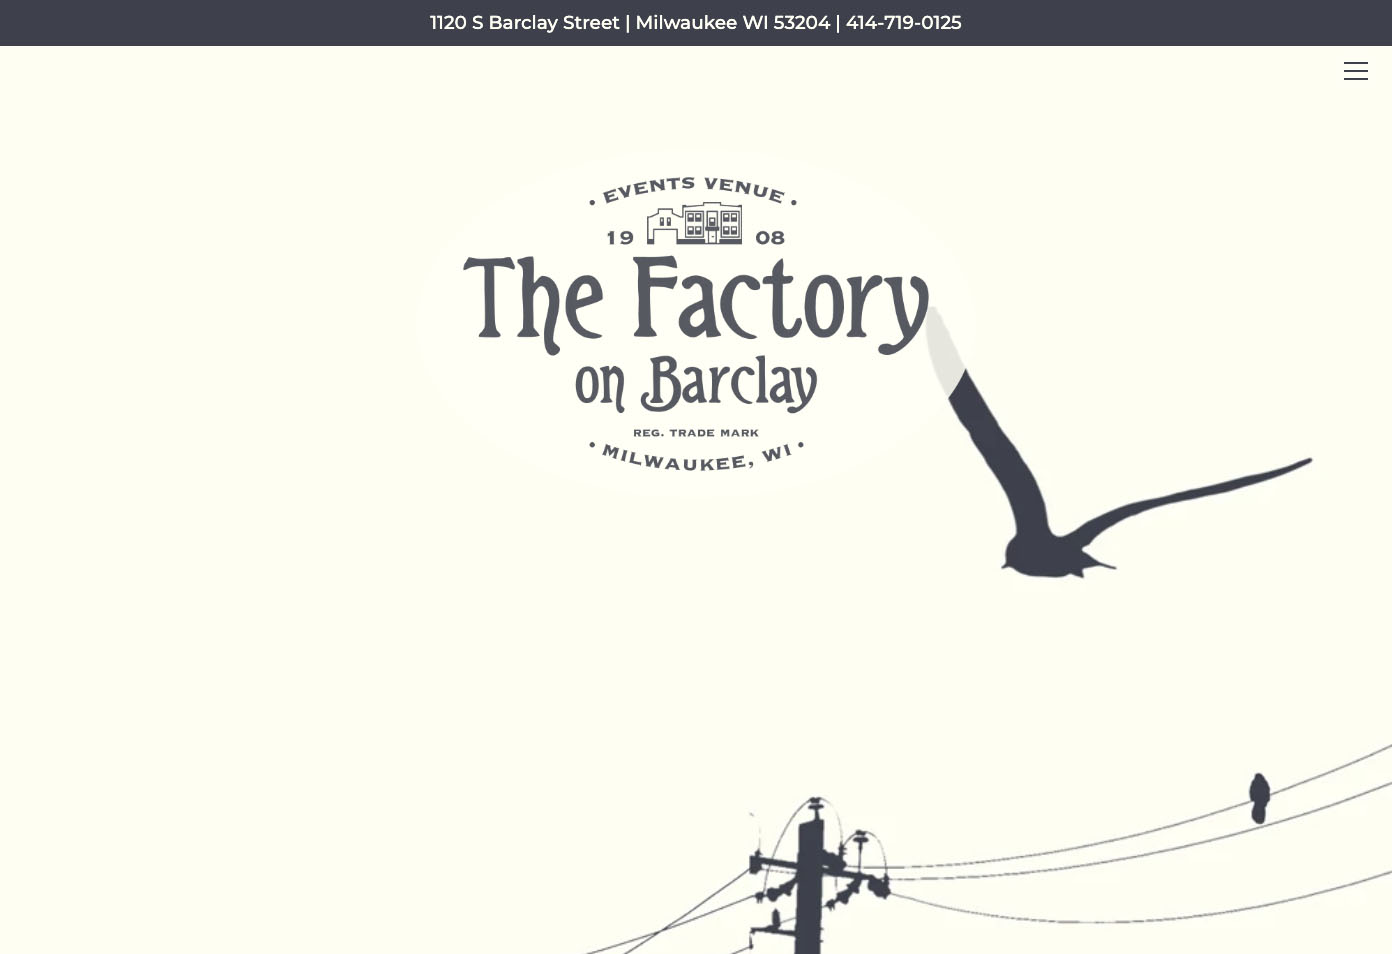 1120 S Barclay Street | Milwaukee WI 53204 | 414-719-0125
• EVENTS VENUE •
19 08
The Factory
on Barclay
REG. TRADE MARK
• MILWAUKEE, WI •